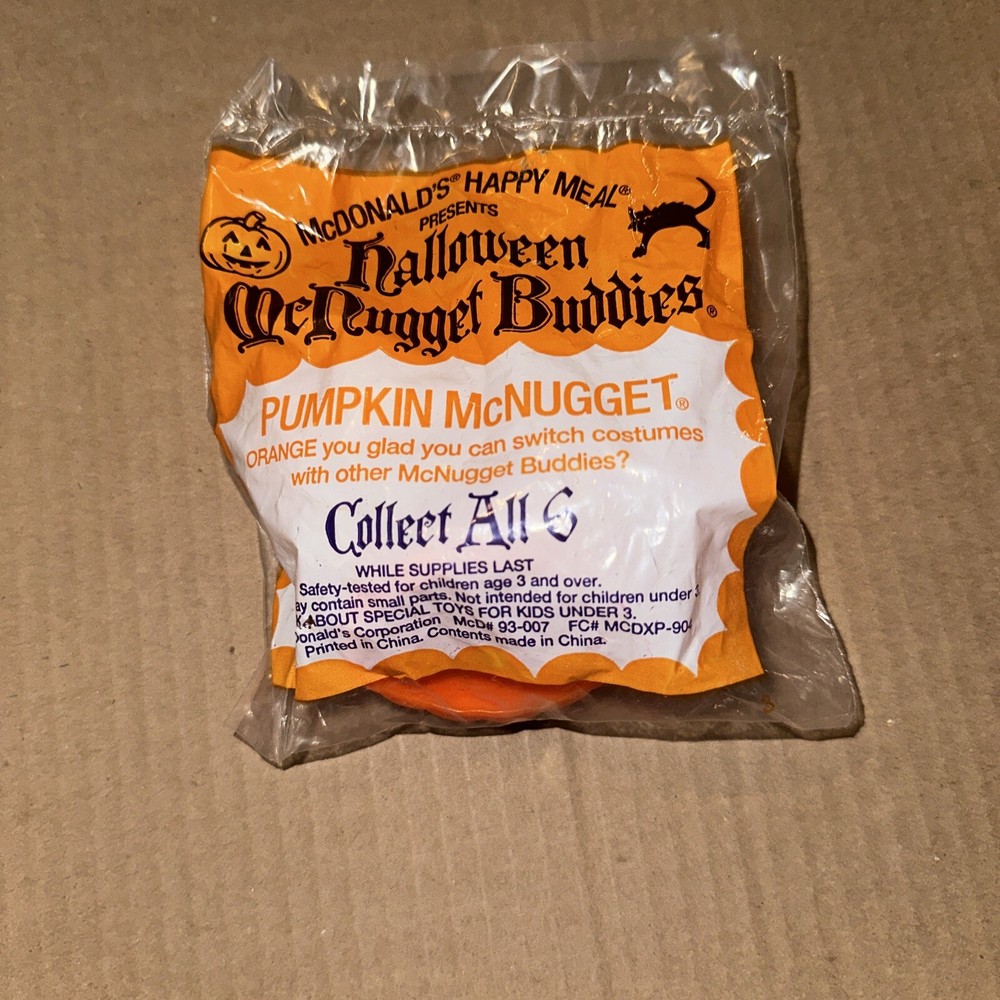 McDONALD'S® HAPPY MEAL®
PRESENTS
Halloween
McNugget Buddies®
PUMPKIN McNUGGET®
ORANGE you glad you can switch costumes
with other McNugget Buddies?
Collect All 6
WHILE SUPPLIES LAST
Safety-tested for children age 3 and over.
ay contain small parts. Not intended for children under 3.
K ABOUT SPECIAL TOYS FOR KIDS UNDER 3.
Donald's Corporation McD# 93-007 FC# MCDXP-904
Printed in China. Contents made in China.